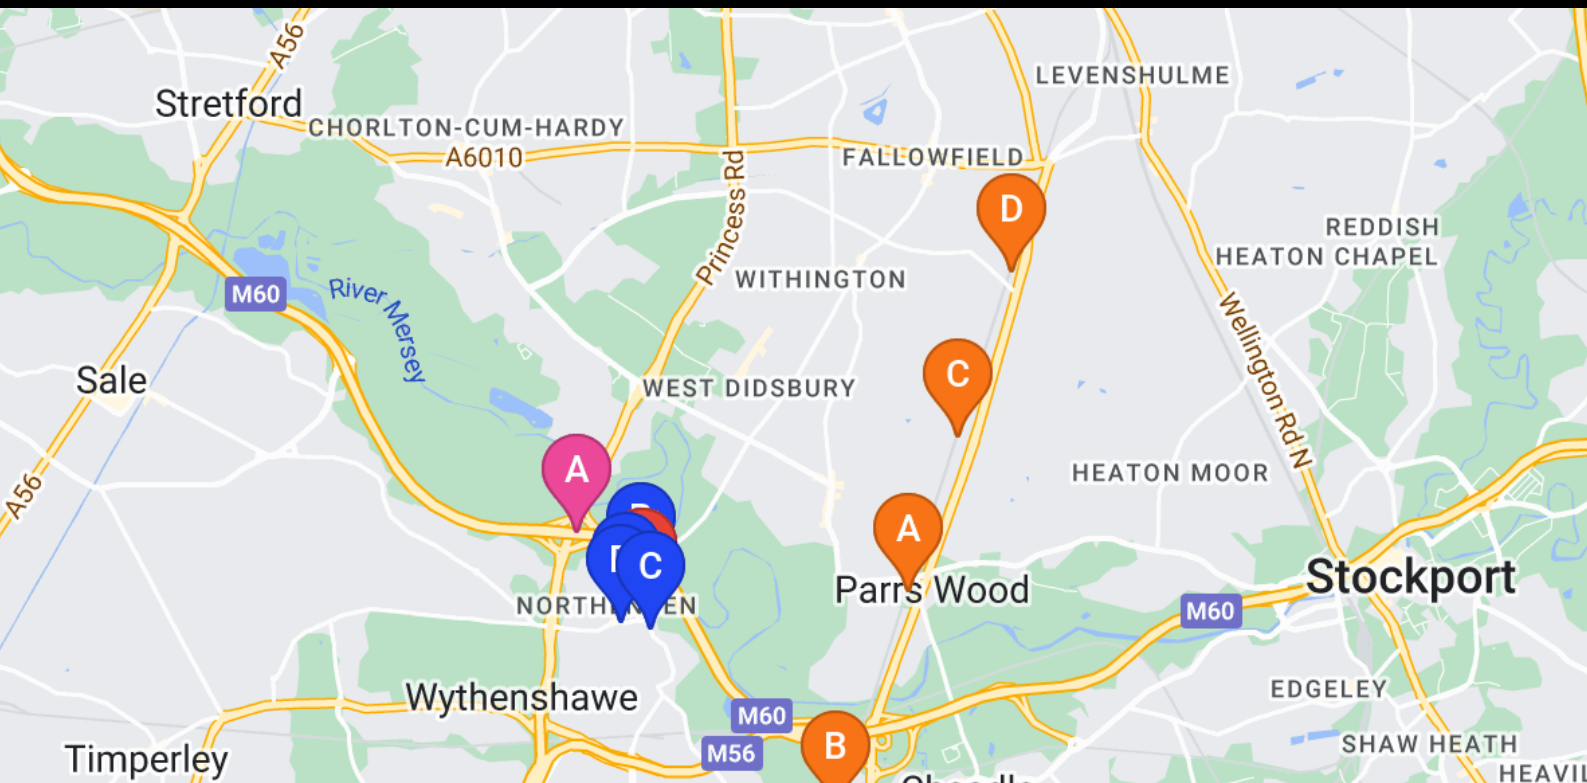 A56
LEVENSHULME
Stretford
CHORLTON-CUM-HARDY
A6010
FALLOWFIELD
Princess Rd
D
REDDISH
HEATON CHAPEL
WITHINGTON
M60
River Mersey
Wellington Rd N
Sale
WEST DIDSBURY
C
A
HEATON MOOR
A56
A
C
Parrs Wood
Stockport
NORTHENDEN
M60
Wythenshawe
EDGELEY
M60
M56
B
SHAW HEATH
Timperley